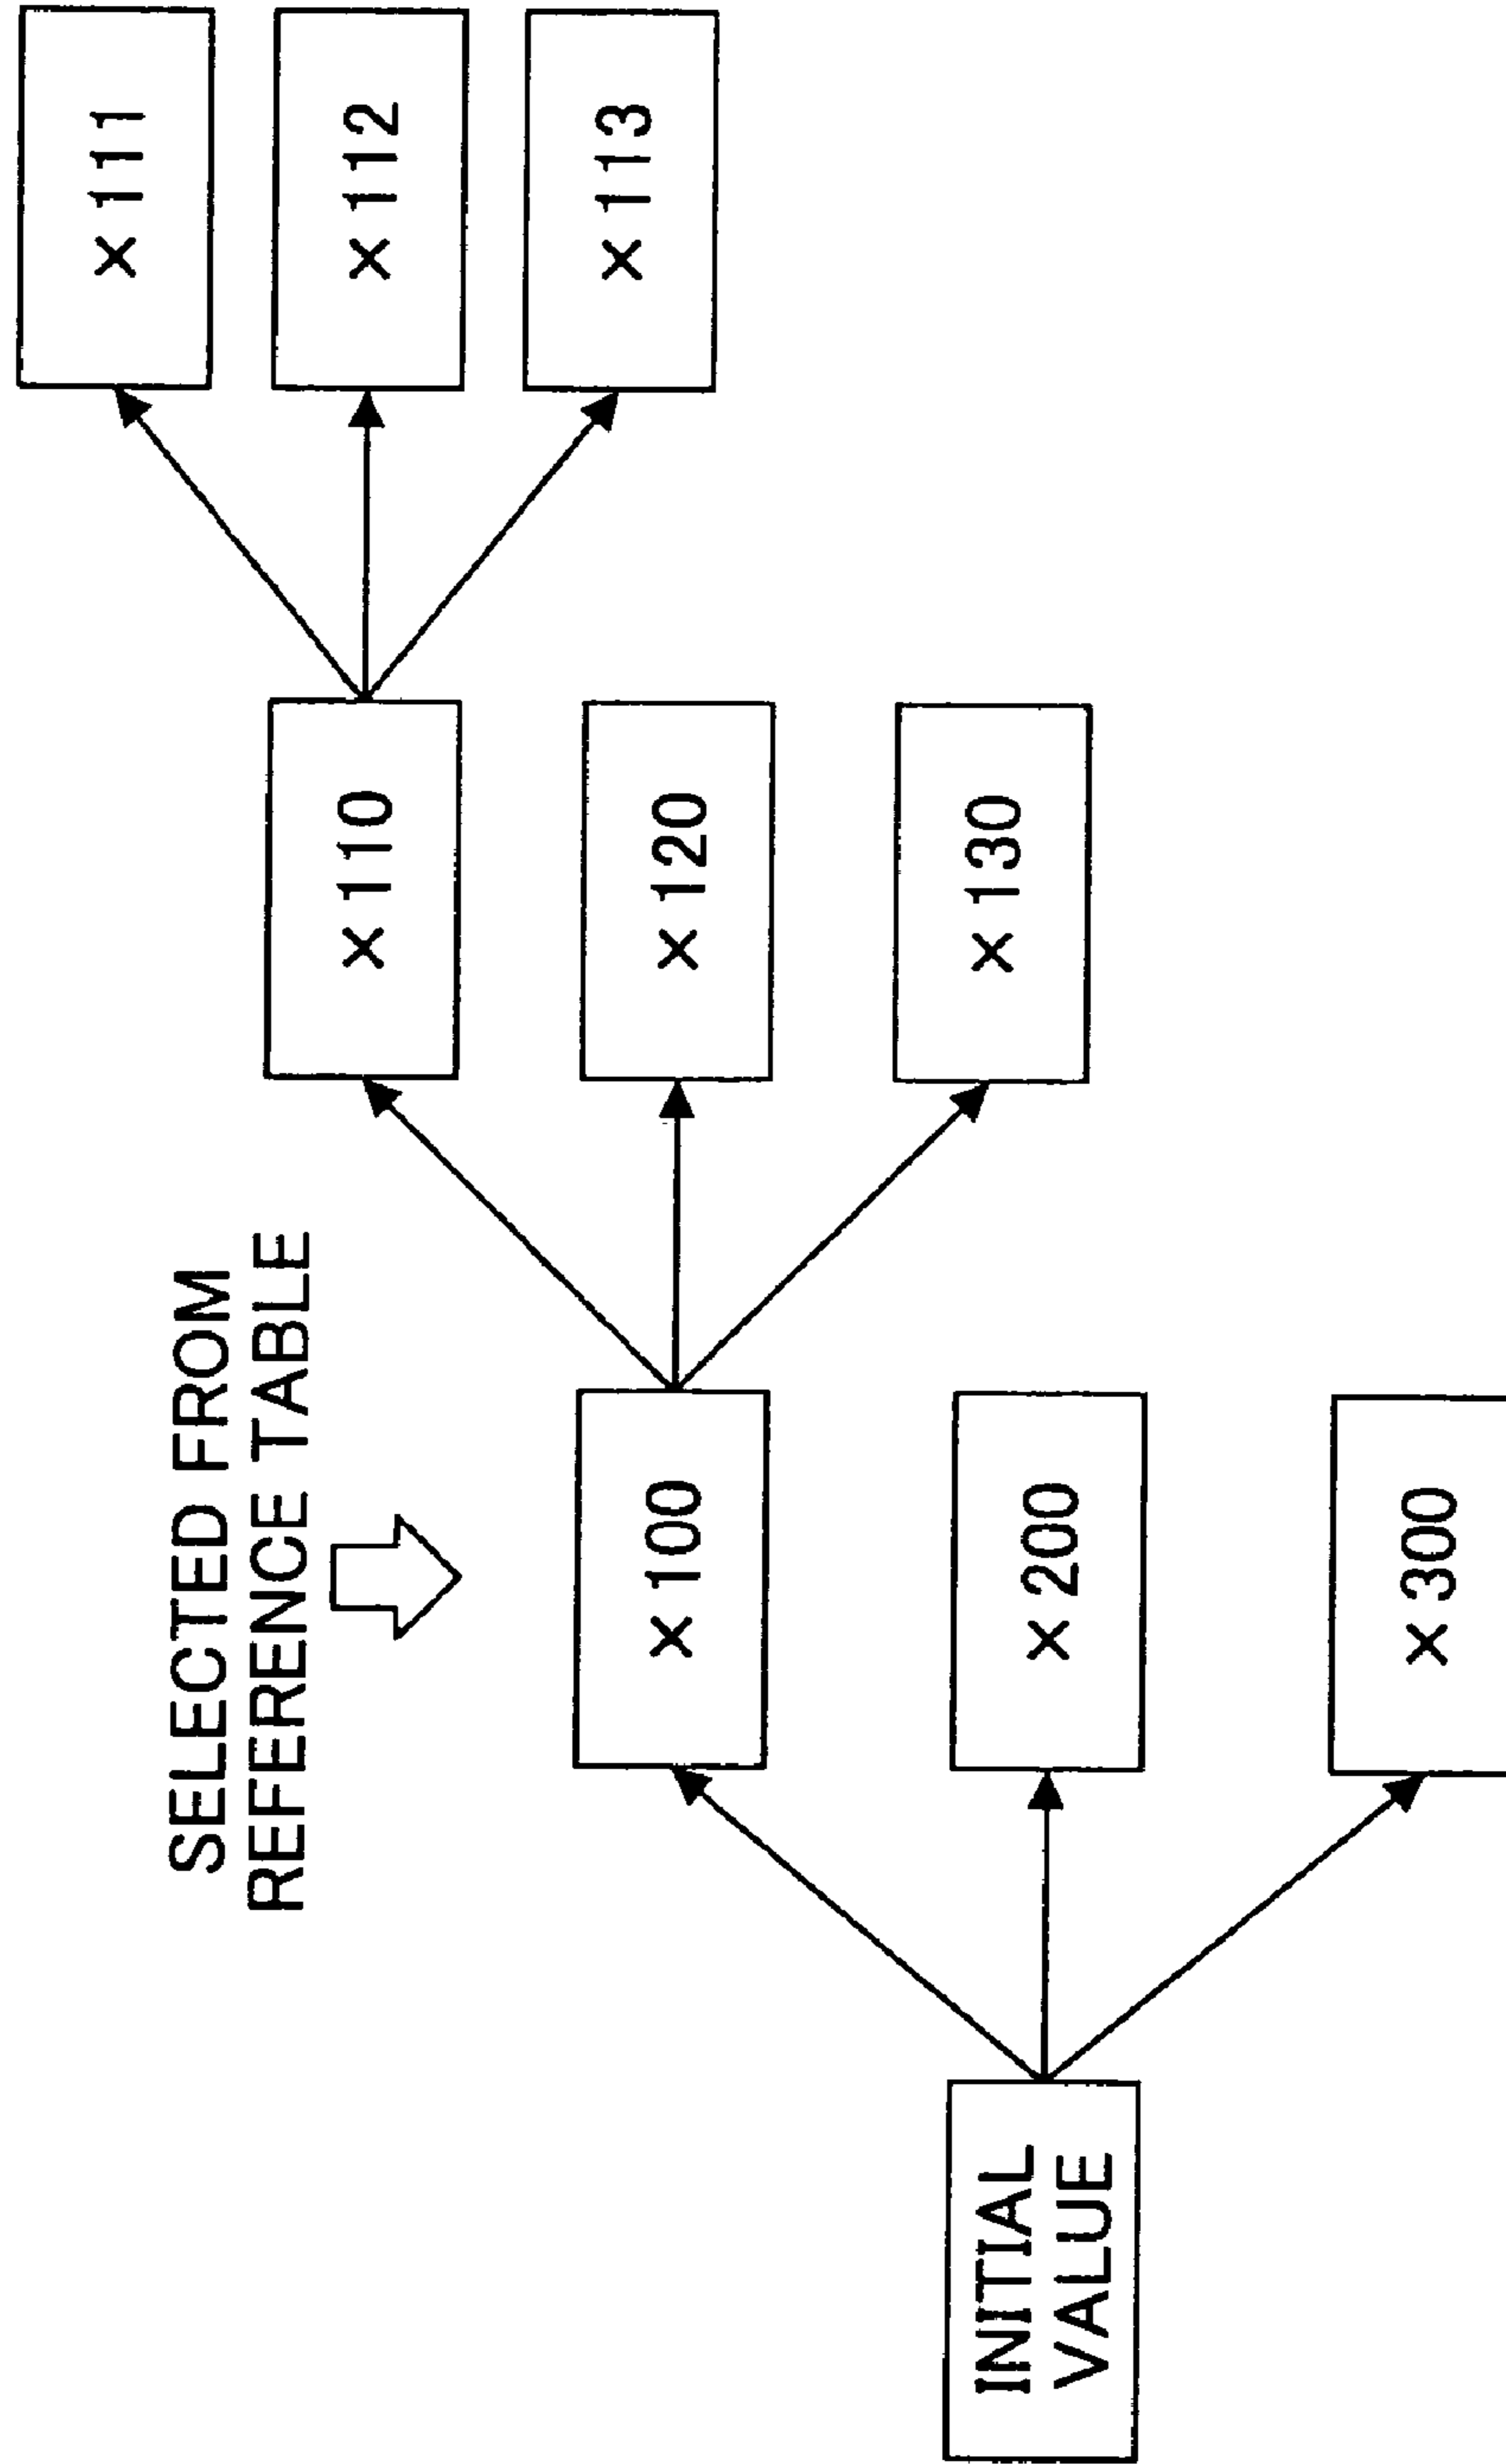 SELECTED FROM
REFERENCE TABLE
INITIAL
VALUE
×100
×200
×300
×110
×120
×130
×111
×112
×113